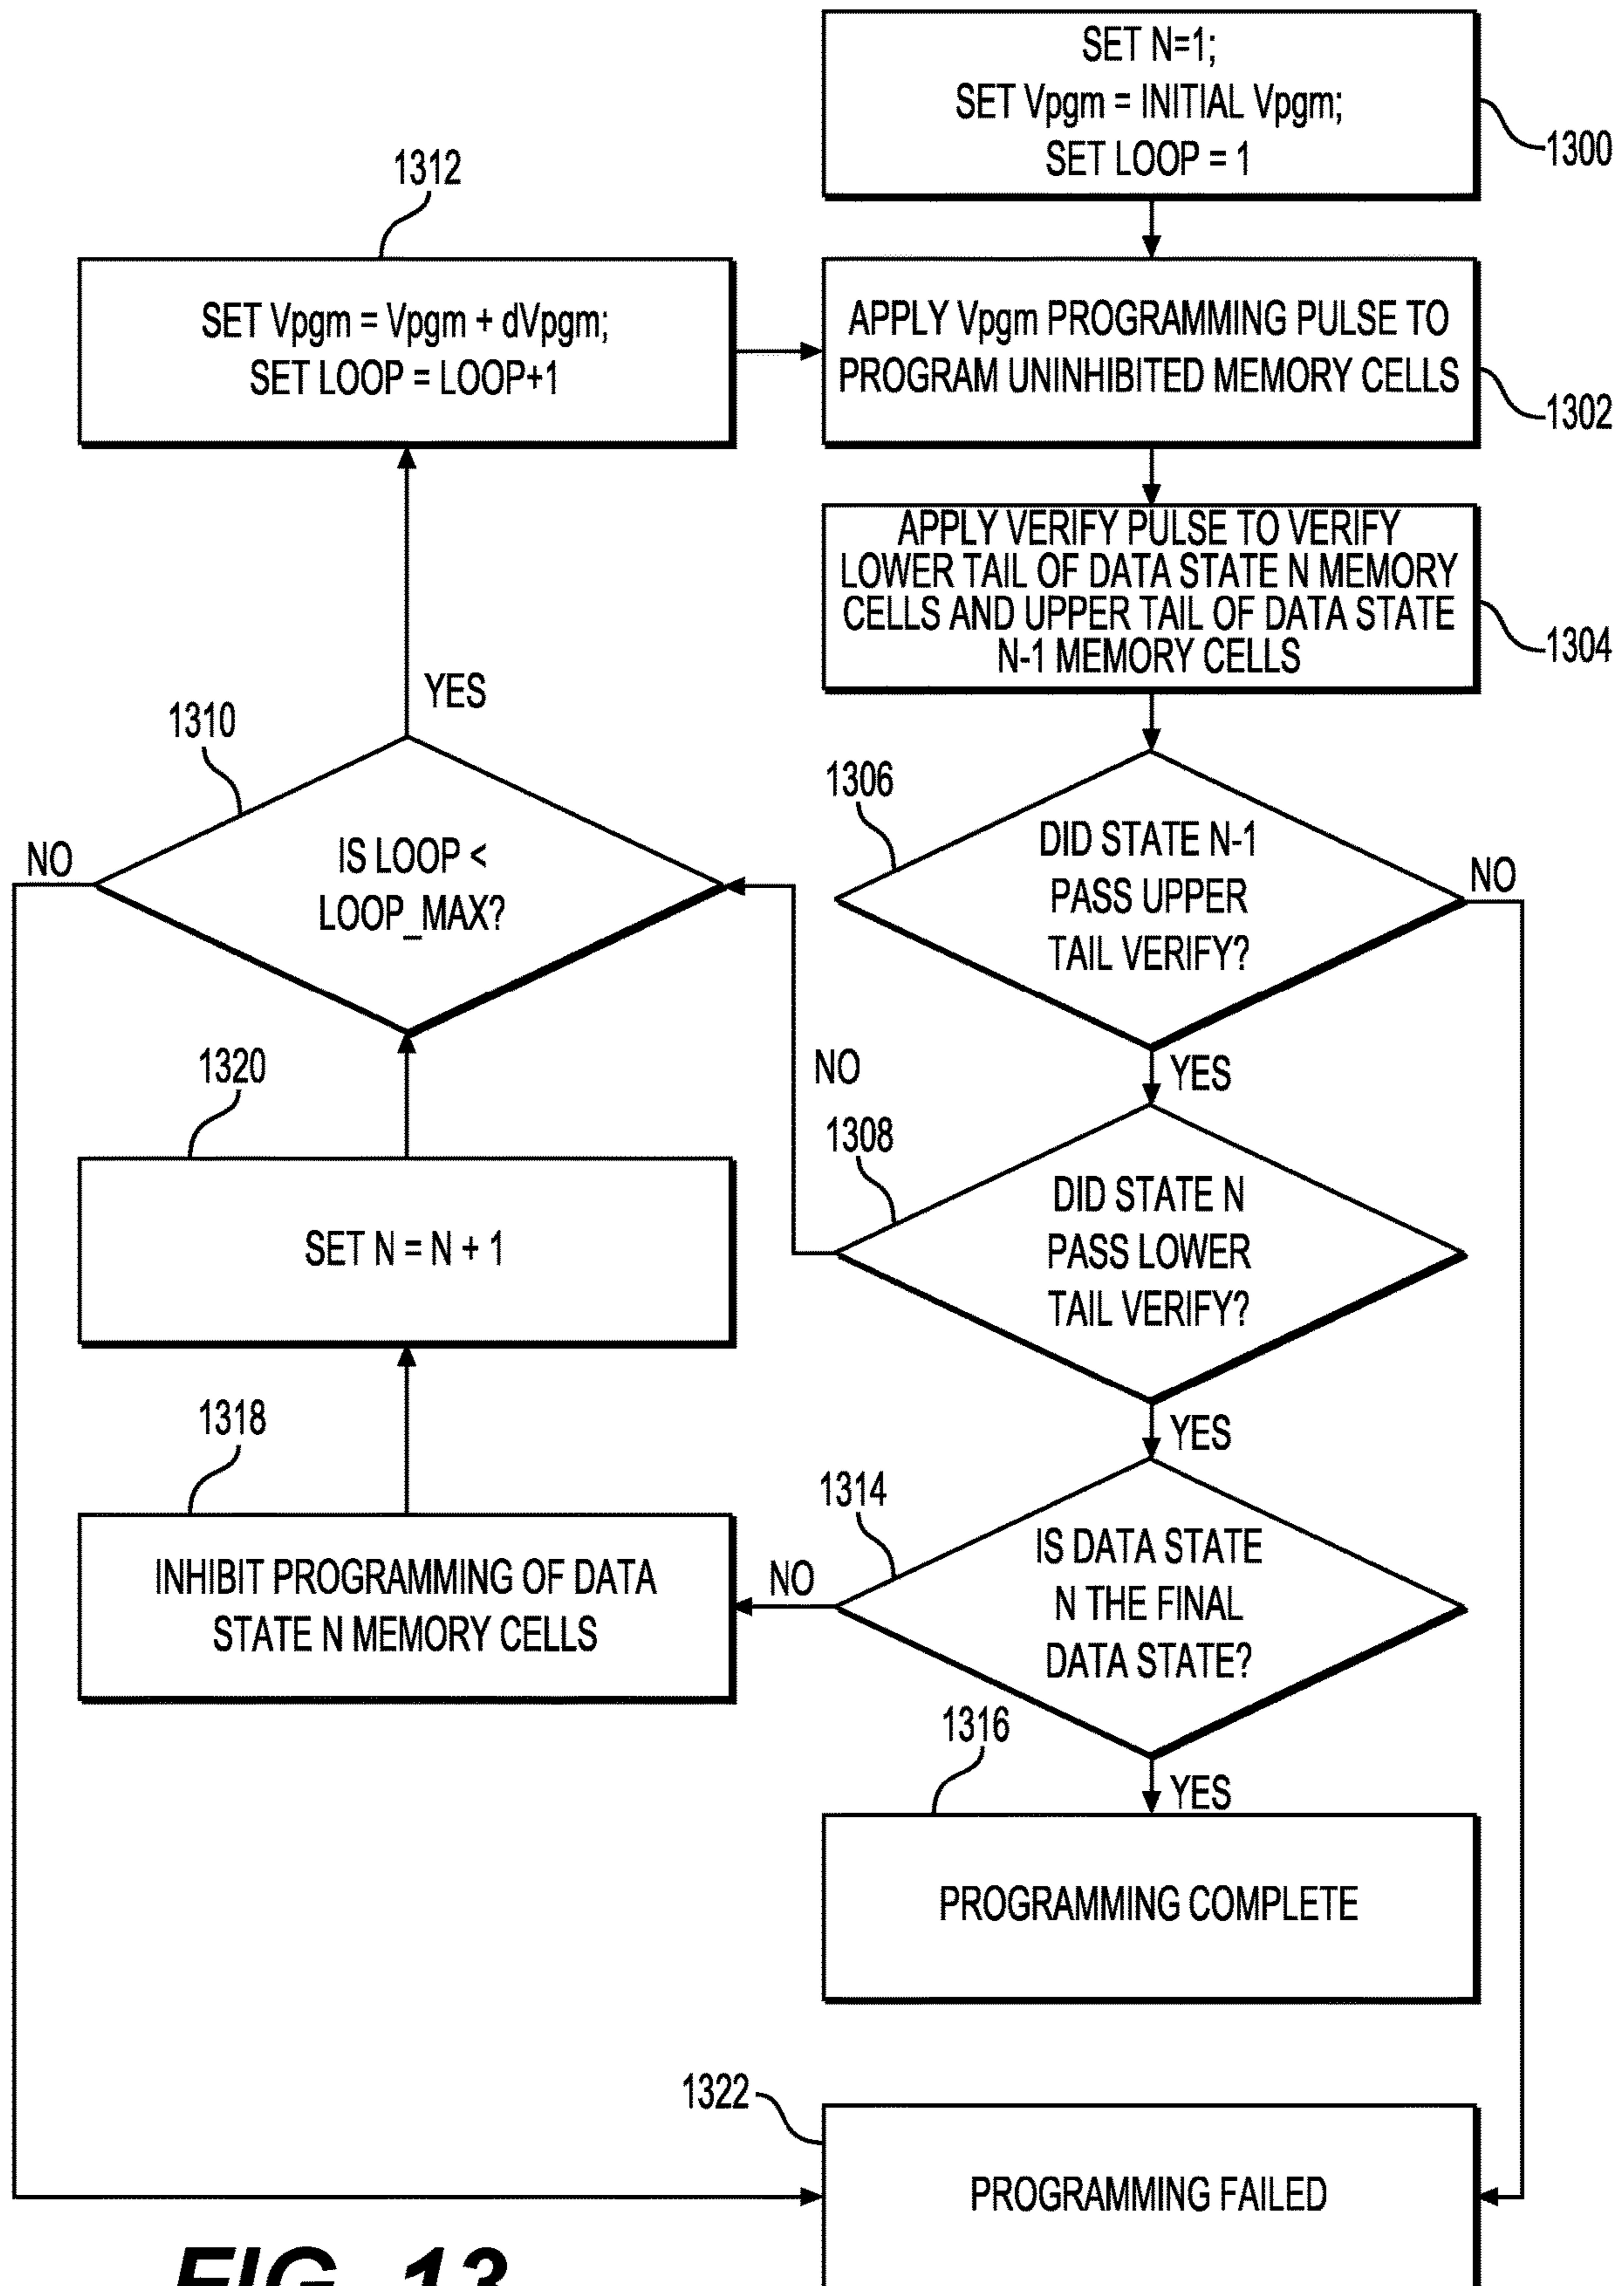 SET N=1;
SET Vpgm = INITIAL Vpgm;
SET LOOP = 1
1300
1312
SET Vpgm = Vpgm + dVpgm;
SET LOOP = LOOP+1
APPLY Vpgm PROGRAMMING PULSE TO
PROGRAM UNINHIBITED MEMORY CELLS
1302
APPLY VERIFY PULSE TO VERIFY
LOWER TAIL OF DATA STATE N MEMORY
CELLS AND UPPER TAIL OF DATA STATE
N-1 MEMORY CELLS
1304
YES
1310
IS LOOP <
LOOP_MAX?
NO
1306
DID STATE N-1
PASS UPPER
TAIL VERIFY?
NO
YES
NO
1320
SET N = N + 1
1308
DID STATE N
PASS LOWER
TAIL VERIFY?
YES
1318
INHIBIT PROGRAMMING OF DATA
STATE N MEMORY CELLS
NO
1314
IS DATA STATE
N THE FINAL
DATA STATE?
YES
1316
PROGRAMMING COMPLETE
1322
PROGRAMMING FAILED
FIG. 13